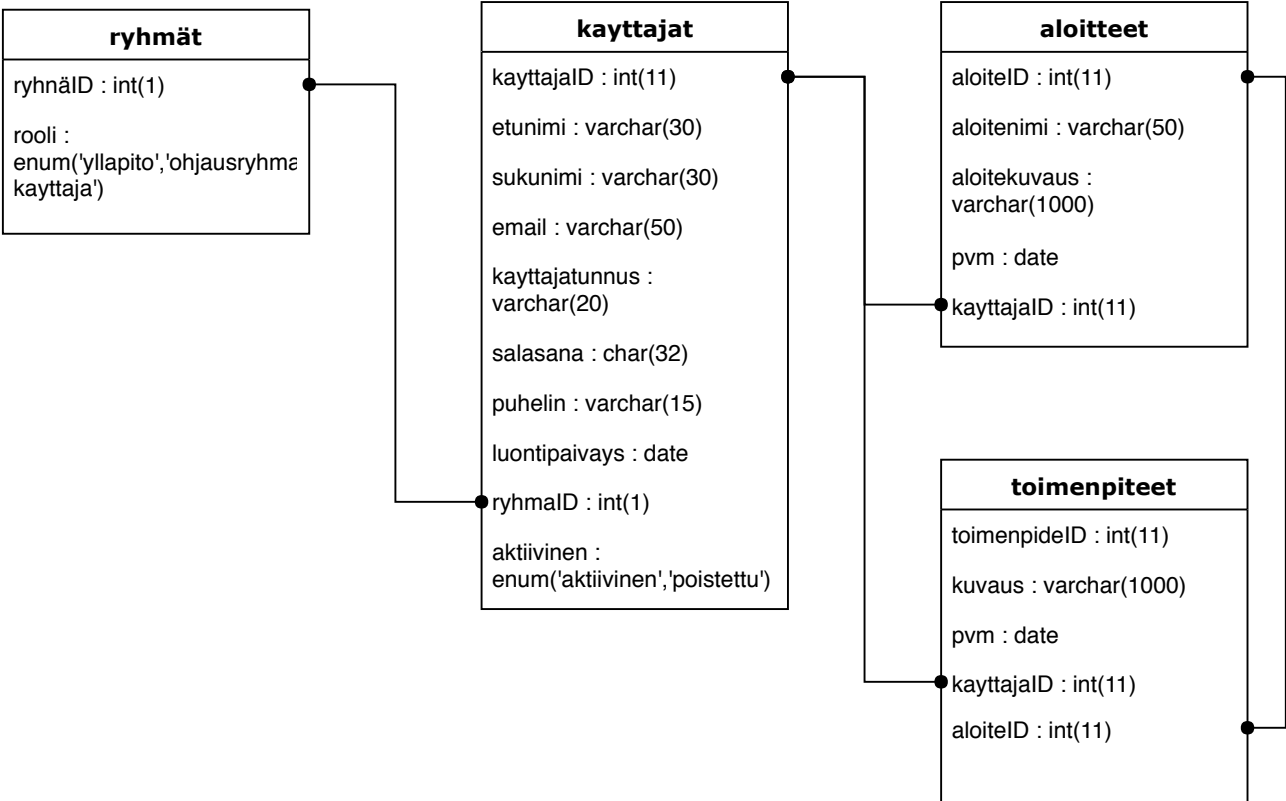 ryhmät
ryhnäID : int(1)
rooli :
enum('yllapito','ohjausryhma
kayttaja')
kayttajat
kayttajaID : int(11)
etunimi : varchar(30)
sukunimi : varchar(30)
email : varchar(50)
kayttajatunnus :
varchar(20)
salasana : char(32)
puhelin : varchar(15)
luontipaivays : date
ryhmaID : int(1)
aktiivinen :
enum('aktiivinen','poistettu')
aloitteet
aloiteID : int(11)
aloitenimi : varchar(50)
aloitekuvaus :
varchar(1000)
pvm : date
kayttajaID : int(11)
toimenpiteet
toimenpideID : int(11)
kuvaus : varchar(1000)
pvm : date
kayttajaID : int(11)
aloiteID : int(11)